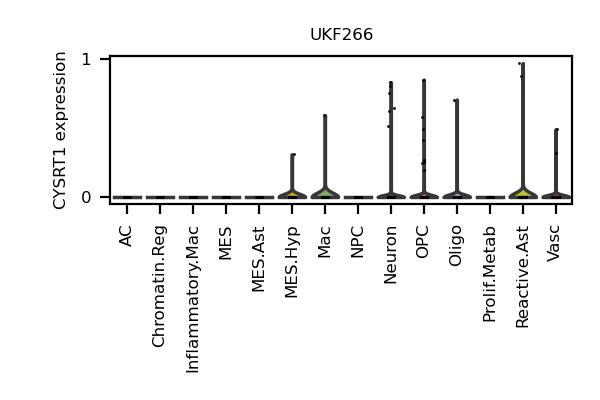 UKF266
CYSRT1 expression
1
0
AC
Chromatin.Reg
Inflammatory.Mac
MES
MES.Ast
MES.Hyp
Mac
NPC
Neuron
OPC
Oligo
Prolif.Metab
Reactive.Ast
Vasc